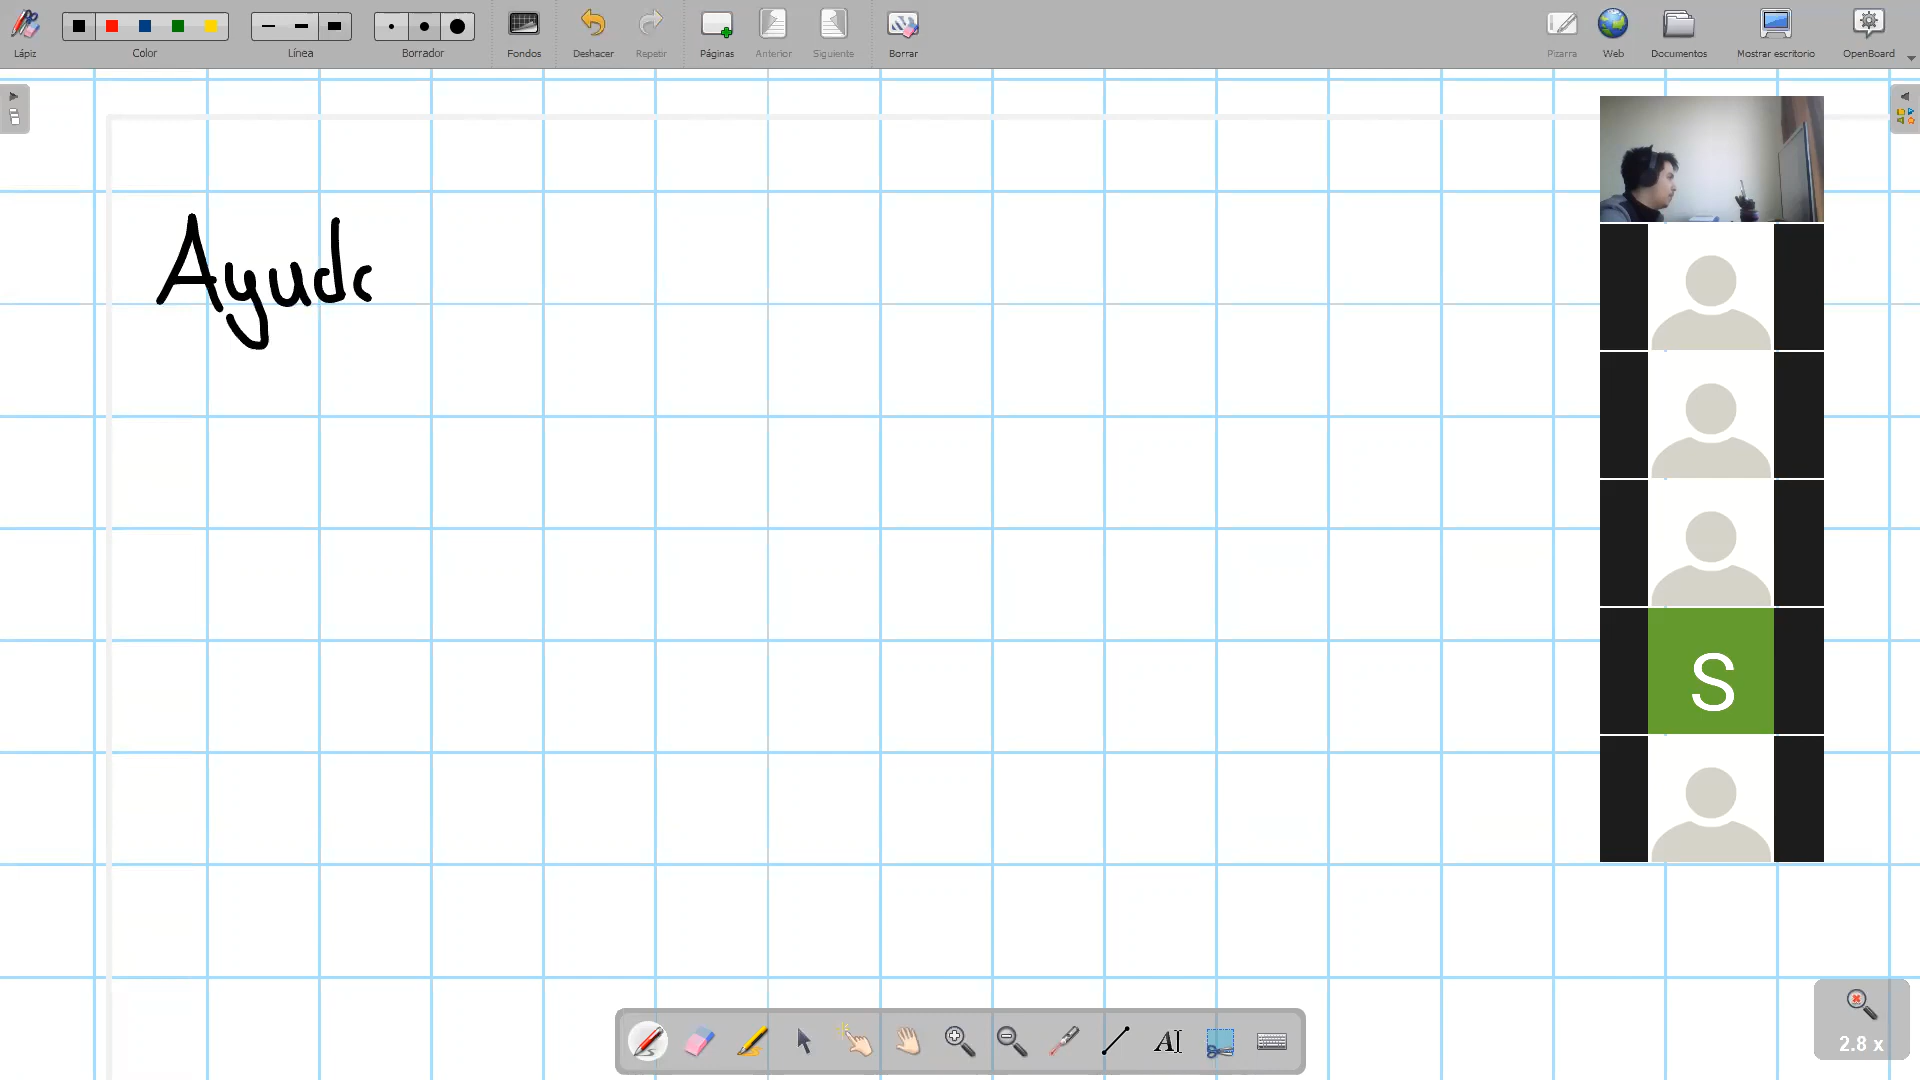 Lápiz
Color
Línea
Borrador
Fondos
Deshacer
Repetir
Páginas
Anterior
Siguiente
Borrar
Pizarra
Web
Documentos
Mostrar escritorio
OpenBoard
Ayudc
S
AI
2.8 x